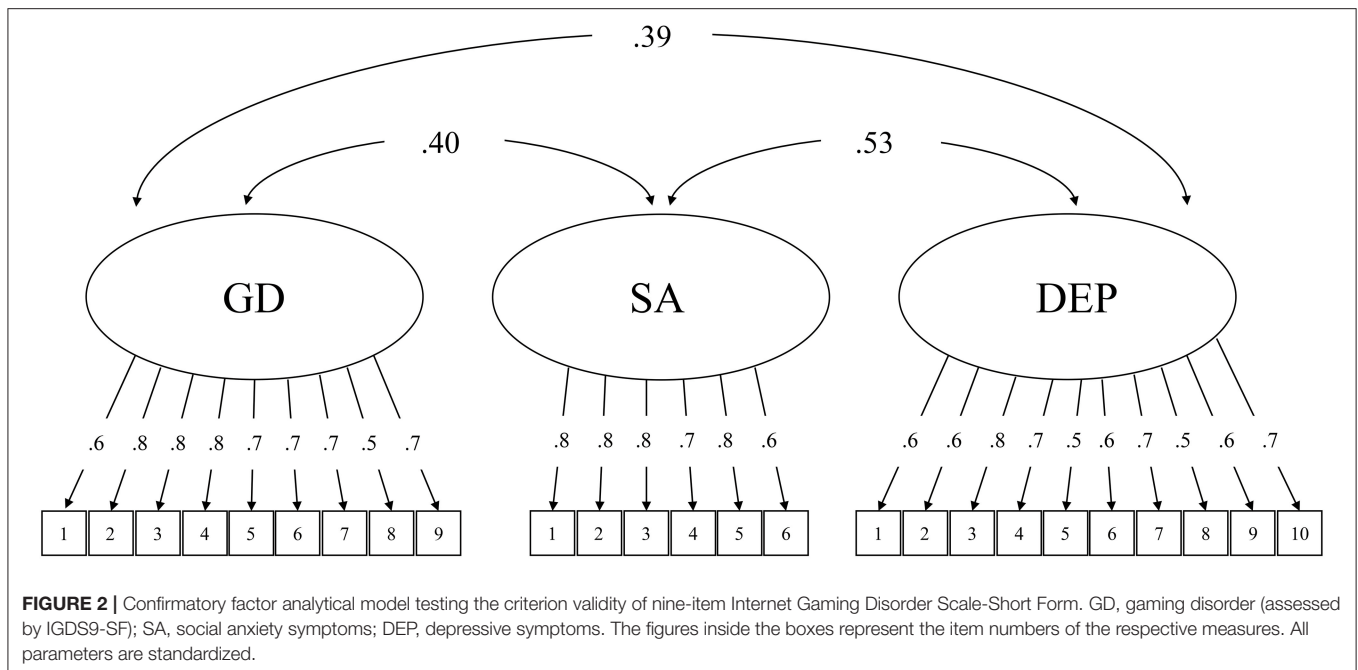 .39
.40 .53
GD SA DEP
.6 .8 .8 .8 .7 .7 .7 .5 .7 .8 .8 .8 .7 .8 .6 .6 .6 .8 .7 .5 .6 .7 .5 .6 .7
1 2 3 4 5 6 7 8 9 1 2 3 4 5 6 1 2 3 4 5 6 7 8 9 10
FIGURE 2 | Confirmatory factor analytical model testing the criterion validity of nine-item Internet Gaming Disorder Scale-Short Form. GD, gaming disorder (assessed
by IGDS9-SF); SA, social anxiety symptoms; DEP, depressive symptoms. The figures inside the boxes represent the item numbers of the respective measures. All
parameters are standardized.